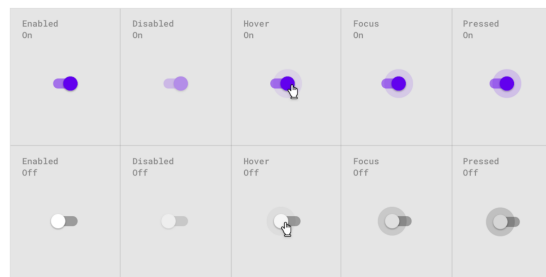 Enabled
On
Disabled
On
Hover
On
Focus
On
Pressed
On
Enabled
Off
Disabled
Off
Hover
Off
Focus
Off
Pressed
Off